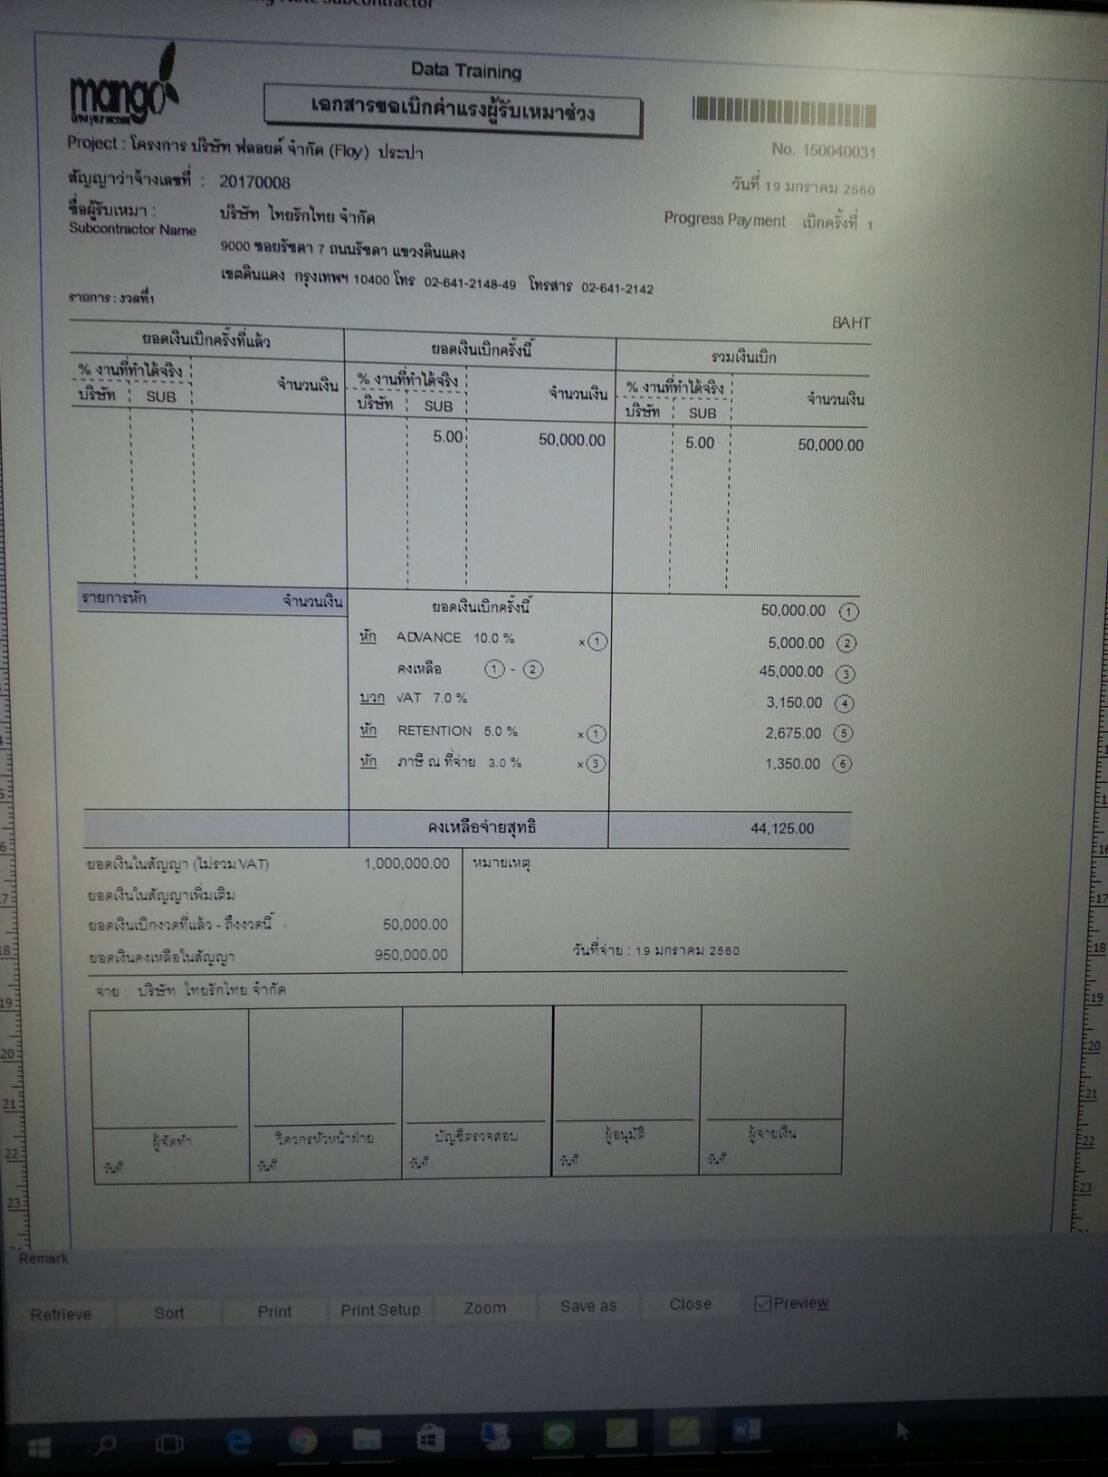 mango
Data Training
เอกสารขอเบิกค่าแรงผู้รับเหมาช่วง
Project : โครงการ บริษัท ฟลอยด์ จำกัด (Floy) ประปา
No. 150040031
สัญญาว่าจ้างเลขที่ : 20170008
วันที่ 19 มกราคม 2560
ชื่อผู้รับเหมา : บริษัท ไทยรักไทย จำกัด
Subcontractor Name
Progress Payment เบิกครั้งที่ 1
9000 ซอยรัชดา 7 ถนนรัชดา แขวงดินแดง
เขตดินแดง กรุงเทพฯ 10400 โทร 02-641-2148-49 โทรสาร 02-641-2142
รายการ : งวดที่1
BAHT
ยอดเงินเบิกครั้งที่แล้ว ยอดเงินเบิกครั้งนี้ รวมเงินเบิก
% งานที่ทำได้จริง จำนวนเงิน % งานที่ทำได้จริง จำนวนเงิน % งานที่ทำได้จริง จำนวนเงิน
บริษัท SUB บริษัท SUB บริษัท SUB
5.00 50,000.00 5.00 50,000.00
รายการหัก จำนวนเงิน ยอดเงินเบิกครั้งนี้ 50,000.00 1
หัก ADVANCE 10.0 % x 1 5,000.00 2
คงเหลือ 1 - 2 45,000.00 3
บวก VAT 7.0 % 3,150.00 4
หัก RETENTION 5.0 % x 1 2,675.00 5
หัก ภาษี ณ ที่จ่าย 3.0 % x 3 1,350.00 6
คงเหลือจ่ายสุทธิ 44,125.00
ยอดเงินในสัญญา (ไม่รวม VAT) 1,000,000.00 หมายเหตุ
ยอดเงินในสัญญาเพิ่มเติม
ยอดเงินเบิกงวดที่แล้ว - ถึงงวดนี้ 50,000.00
ยอดเงินคงเหลือในสัญญา 950,000.00 วันที่จ่าย : 19 มกราคม 2560
จ่าย : บริษัท ไทยรักไทย จำกัด
ผู้จัดทำ วิศวกร/หัวหน้าฝ่าย บัญชีตรวจสอบ ผู้อนุมัติ ผู้จ่ายเงิน
วันที่ วันที่ วันที่ วันที่ วันที่
Remark
Retrieve Sort Print Print Setup Zoom Save as Close Preview